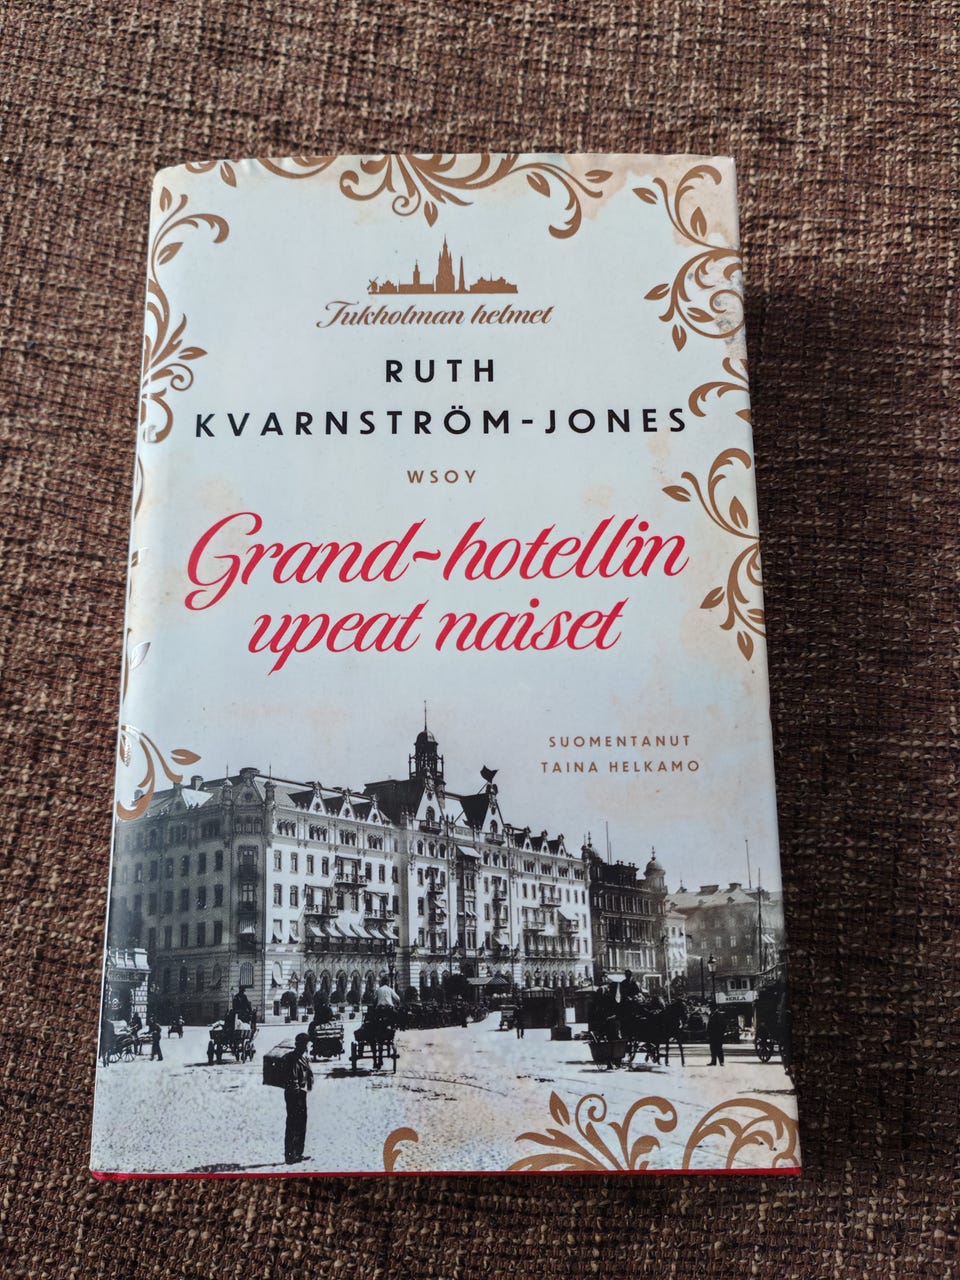 Tukholman helmet
RUTH
KVARNSTRÖM-JONES
WSOY
Grand-hotellin
upeat naiset
SUOMENTANUT
TAINA HELKAMO